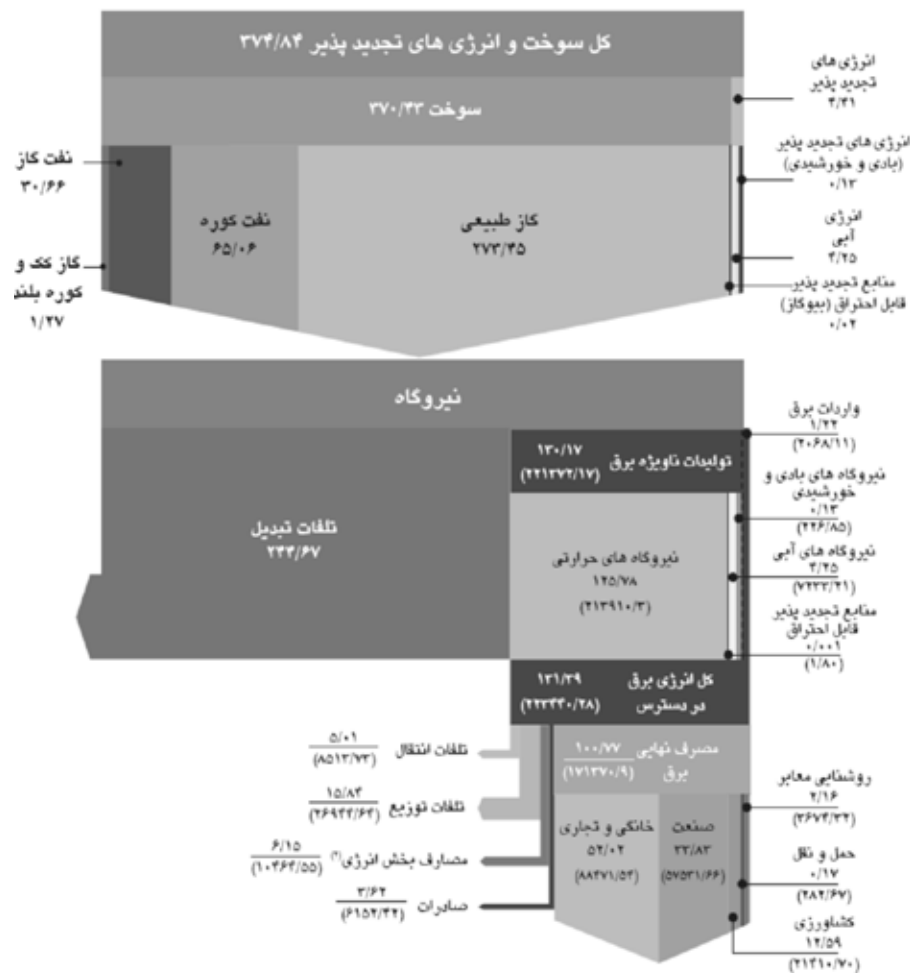 کل سوخت و انرژی های تجدید پذیر ۳۷۴/۸۴
سوخت ۳۷۰/۴۳
انرژی های
تجدید پذیر
۴/۴۱
انرژی های تجدید پذیر
(بادی و خورشیدی)
۰/۱۳
انرژی
آبی
۴/۲۵
منابع تجدید پذیر
قابل احتراق (بیوگاز)
۰/۰۲
گاز طبیعی
۲۷۳/۴۵
نفت کوره
۶۵/۰۶
نفت گاز
۳۰/۶۶
گاز کک و
کوره بلند
۱/۲۷
نیروگاه
واردات برق
۱/۲۲
(۲۰۶۸/۱۱)
تولیدات ناویژه برق ۱۳۰/۱۷
(۲۲۱۳۷۲/۱۷)
نیروگاه های بادی و
خورشیدی
۰/۱۳
(۲۲۶/۸۵)
تلفات تبدیل
۲۴۴/۶۷
نیروگاه های حرارتی
۱۲۵/۷۸
(۲۱۳۹۱۰/۳)
نیروگاه های آبی
۴/۲۵
(۷۲۳۳/۲۱)
منابع تجدید پذیر
قابل احتراق
۰/۰۰۱
(۱/۸۰)
کل انرژی برق ۱۳۱/۳۹
در دسترس (۲۲۳۴۴۰/۲۸)
مصرف نهایی ۱۰۰/۷۷
برق (۱۷۱۳۷۰/۹)
تلفات انتقال ۵/۰۱
(۸۵۱۳/۷۳)
تلفات توزیع ۱۵/۸۴
(۲۶۹۴۴/۶۴)
مصارف بخش انرژی(۲) ۶/۱۵
(۱۰۴۶۴/۵۵)
صادرات ۳/۶۲
(۶۱۵۲/۴۲)
خانگی و تجاری
۵۲/۰۲
(۸۸۴۷۱/۵۴)
صنعت
۳۳/۸۳
(۵۷۵۳۱/۶۶)
روشنایی معابر
۲/۱۶
(۳۶۷۴/۳۲)
حمل و نقل
۰/۱۷
(۲۸۲/۶۷)
کشاورزی
۱۲/۵۹
(۲۱۴۱۰/۷۰)